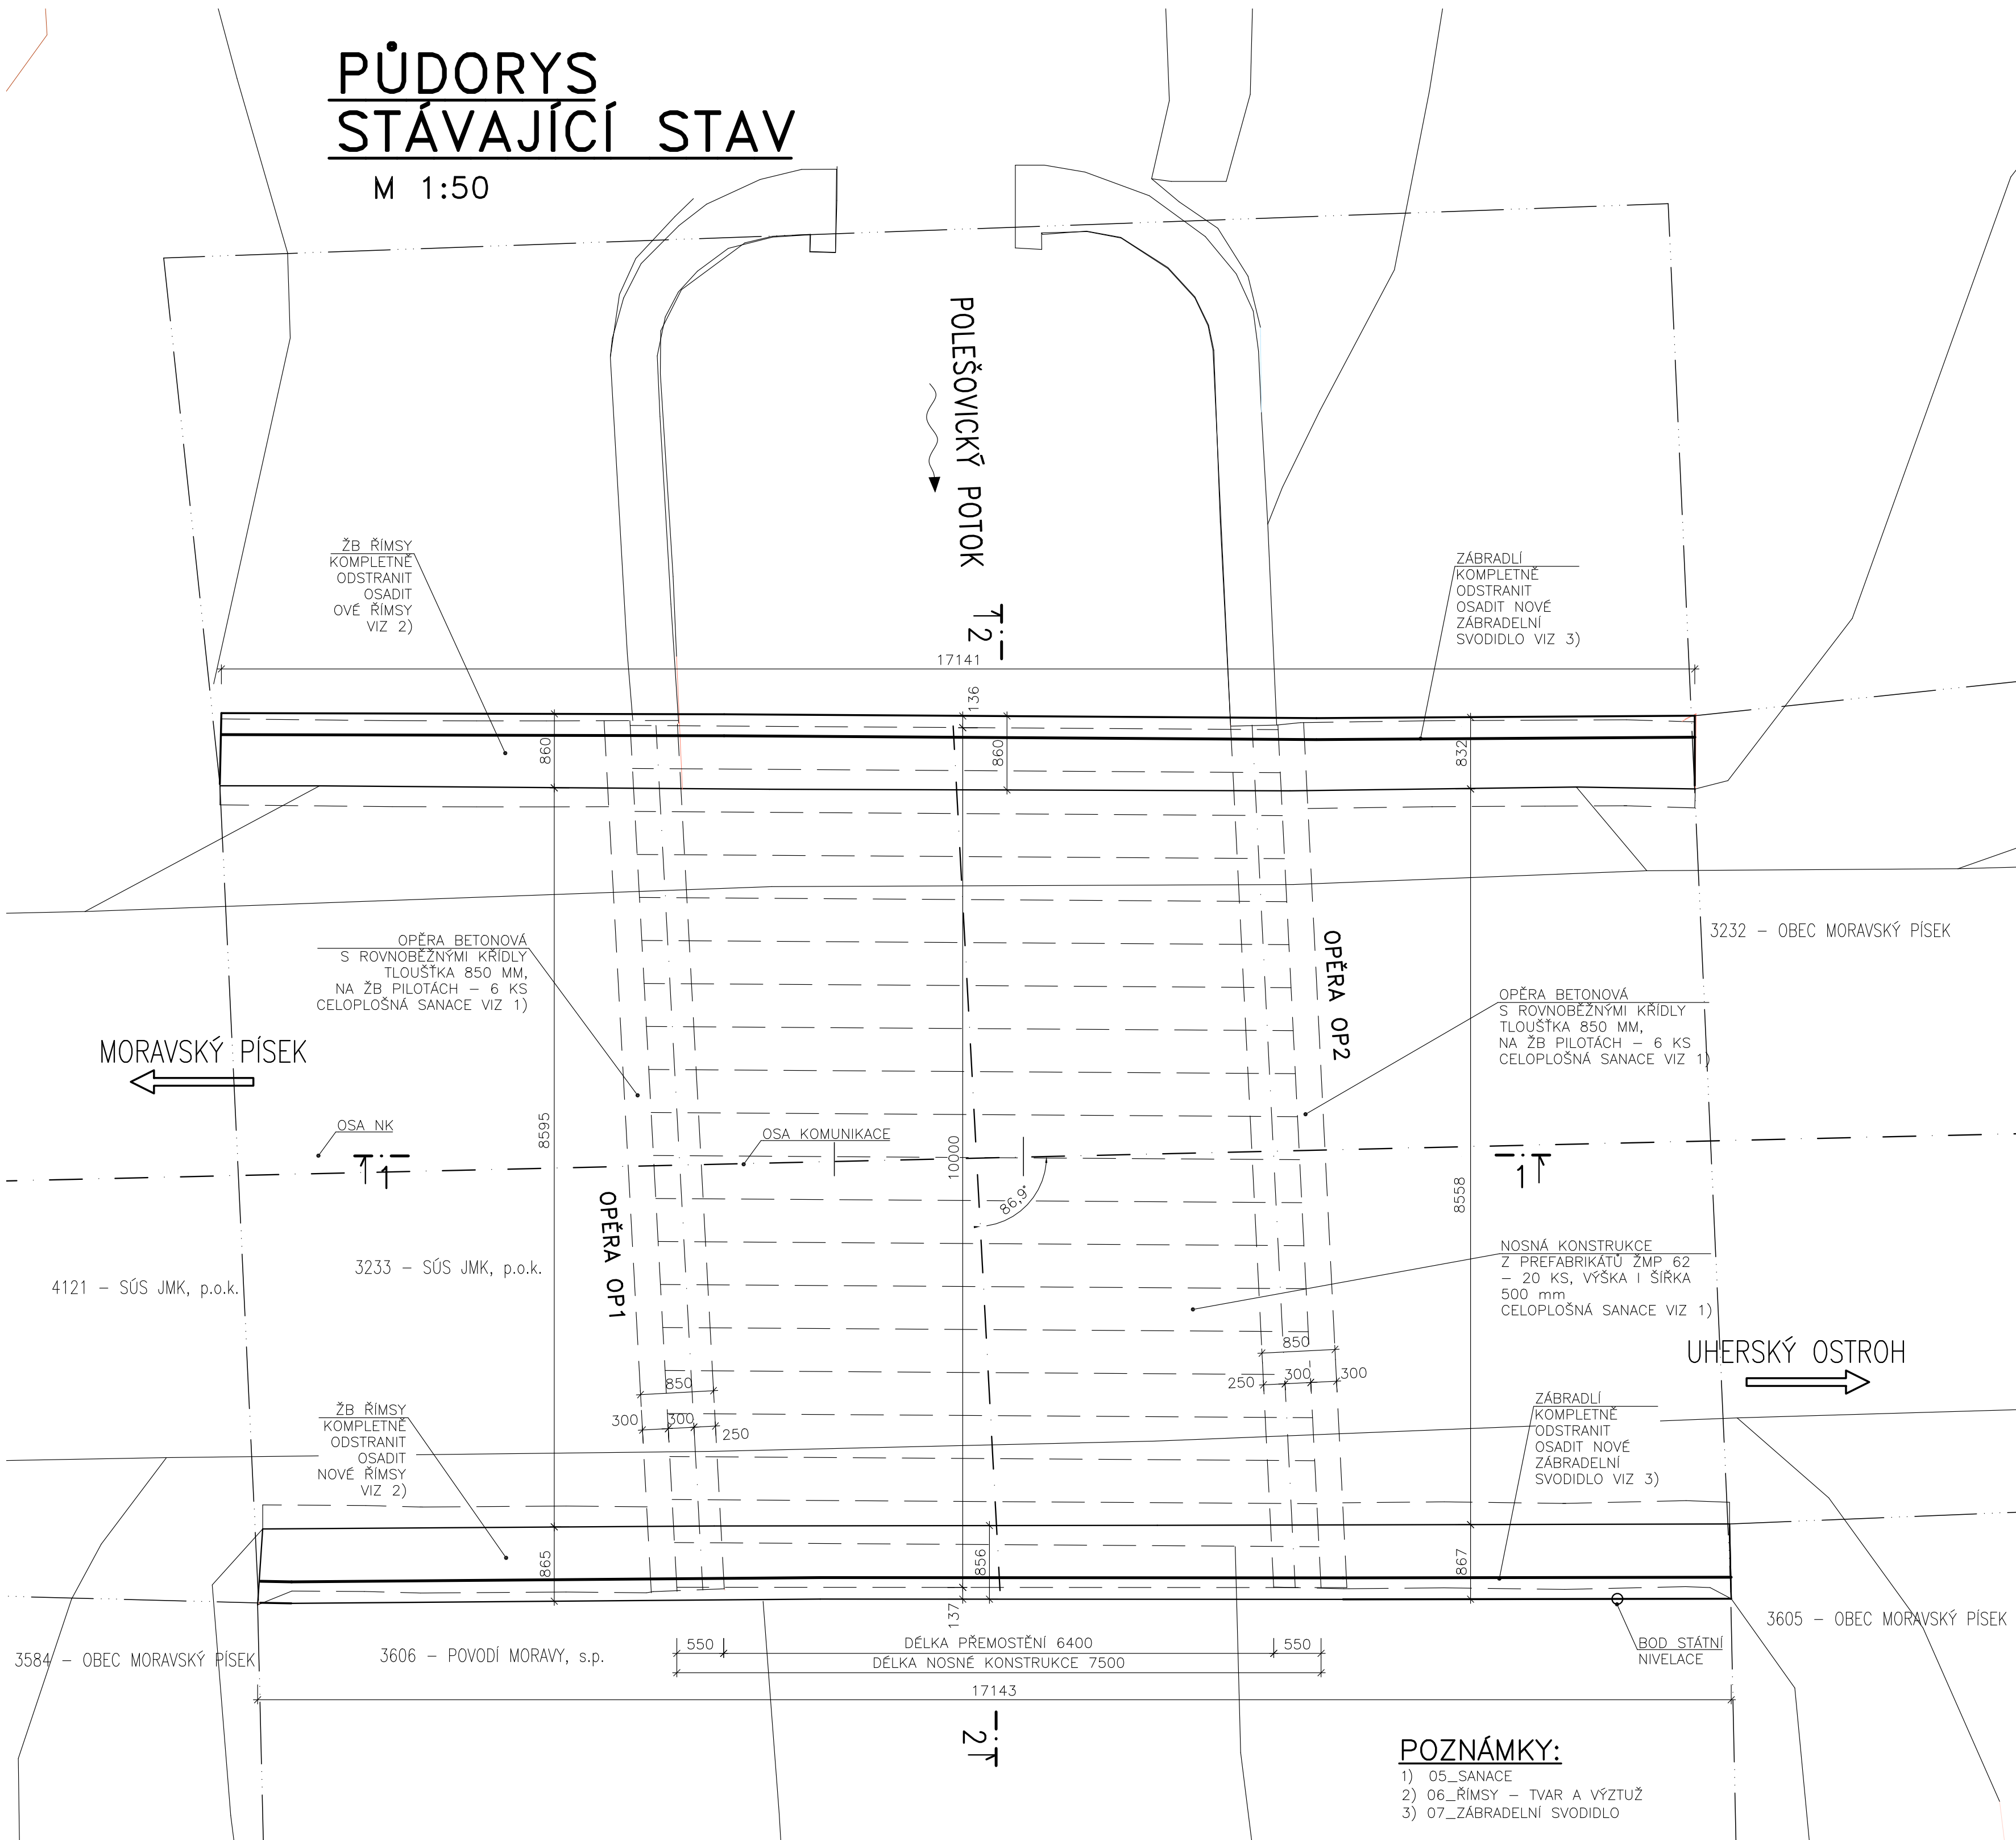 PŮDORYS
STÁVAJÍCÍ STAV
M 1:50
POLEŠOVICKÝ POTOK
ŽB ŘÍMSY
KOMPLETNĚ
ODSTRANIT
OSADIT
OVÉ ŘÍMSY
VIZ 2)
ZÁBRADLÍ
KOMPLETNĚ
ODSTRANIT
OSADIT NOVÉ
ZÁBRADELNÍ
SVODIDLO VIZ 3)
2
17141
136
860
860
832
OPĚRA BETONOVÁ
S ROVNOBĚŽNÝMI KŘÍDLY
TLOUŠŤKA 850 MM,
NA ŽB PILOTÁCH – 6 KS
CELOPLOŠNÁ SANACE VIZ 1)
3232 – OBEC MORAVSKÝ PÍSEK
OPĚRA OP2
OPĚRA BETONOVÁ
S ROVNOBĚŽNÝMI KŘÍDLY
TLOUŠŤKA 850 MM,
NA ŽB PILOTÁCH – 6 KS
CELOPLOŠNÁ SANACE VIZ 1)
MORAVSKÝ PÍSEK
OSA NK
OSA KOMUNIKACE
8595
10000
8558
1
1
86,9°
OPĚRA OP1
3233 – SÚS JMK, p.o.k.
4121 – SÚS JMK, p.o.k.
NOSNÁ KONSTRUKCE
Z PREFABRIKÁTŮ ŽMP 62
– 20 KS, VÝŠKA I ŠÍŘKA
500 mm
CELOPLOŠNÁ SANACE VIZ 1)
850
250
300
300
850
300
300
250
UHERSKÝ OSTROH
ŽB ŘÍMSY
KOMPLETNĚ
ODSTRANIT
OSADIT
NOVÉ ŘÍMSY
VIZ 2)
ZÁBRADLÍ
KOMPLETNĚ
ODSTRANIT
OSADIT NOVÉ
ZÁBRADELNÍ
SVODIDLO VIZ 3)
865
856
867
137
3584 – OBEC MORAVSKÝ PÍSEK
3606 – POVODÍ MORAVY, s.p.
3605 – OBEC MORAVSKÝ PÍSEK
BOD STÁTNÍ
NIVELACE
550
DÉLKA PŘEMOSTĚNÍ 6400
550
DÉLKA NOSNÉ KONSTRUKCE 7500
17143
2
POZNÁMKY:
1) 05_SANACE
2) 06_ŘÍMSY – TVAR A VÝZTUŽ
3) 07_ZÁBRADELNÍ SVODIDLO